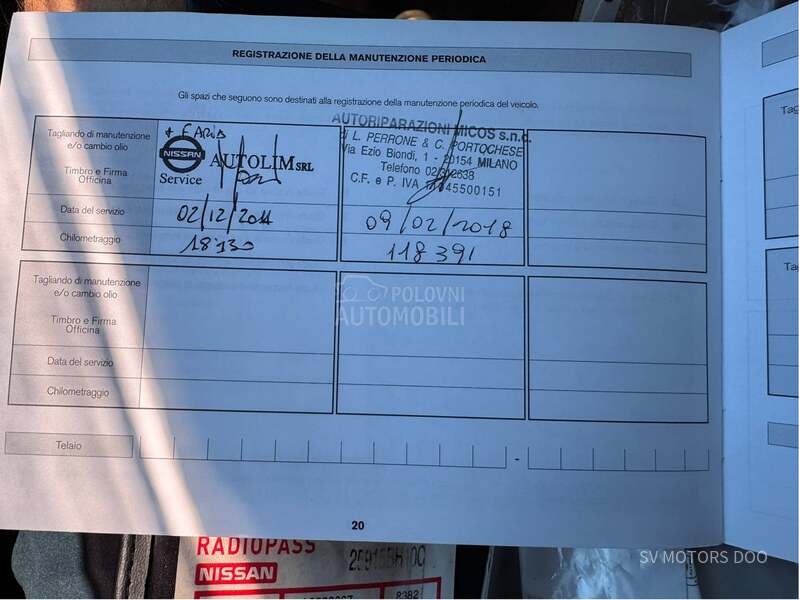 REGISTRAZIONE DELLA MANUTENZIONE PERIODICA
Gli spazi che seguono sono destinati alla registrazione della manutenzione periodica del veicolo.
Tagliando di manutenzione
e/o cambio olio
Timbro e Firma
Officina
NISSAN
Service
AUTOLIM SRL
AUTORIPARAZIONI MICOS s.n.c.
di L. PERRONE & C. PORTOCHESE
Via Ezio Biondi, 1 - 20154 MILANO
Telefono
C.F. e P. IVA
Data del servizio
02/12/2011
09/02/2018
Chilometraggio
18130
118391
Tagliando di manutenzione
e/o cambio olio
Timbro e Firma
Officina
Data del servizio
Chilometraggio
POLOVNI
AUTOMOBILI
Telaio
-
20
RADIOPASS
NISSAN
SV MOTORS DOO
Ta
Ta